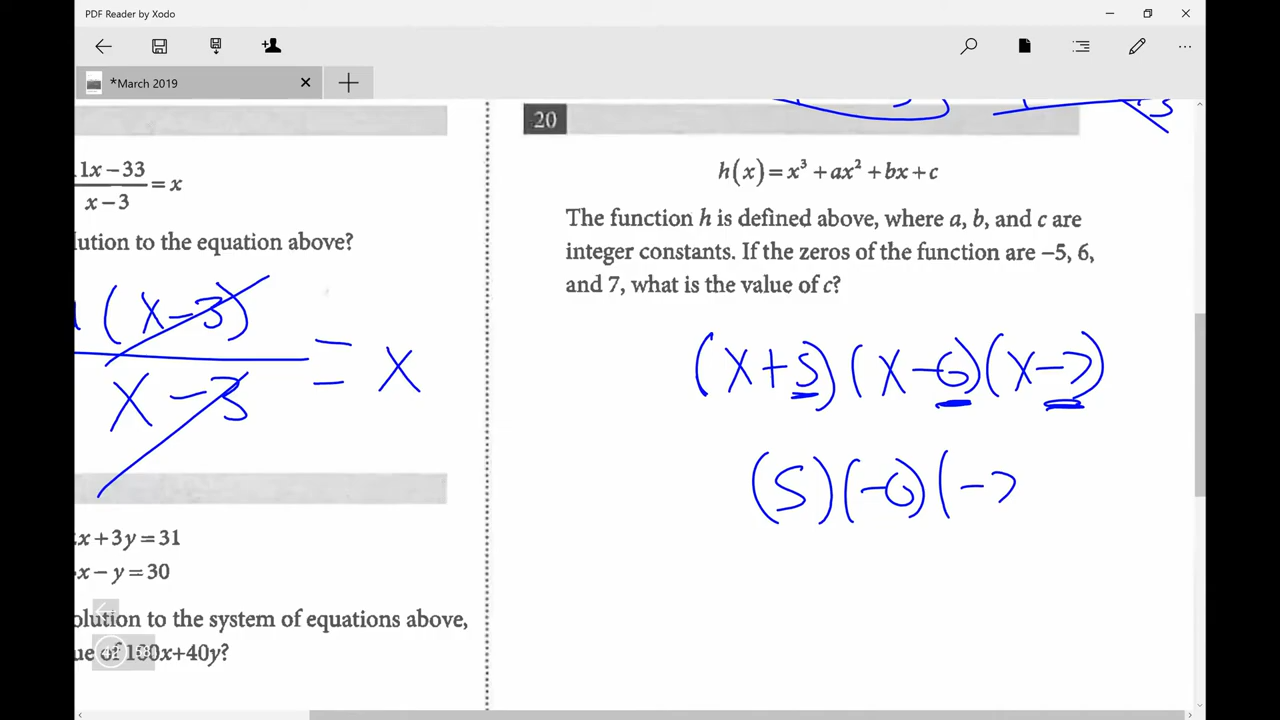 PDF Reader by Xodo
*March 2019
1x − 33
x − 3
= x
lution to the equation above?
(x − 3)
x − 3
= x
x + 3y = 31
x − y = 30
olution to the system of equations above,
ue of 100x+40y?
20
h(x) = x³ + ax² + bx + c
The function h is defined above, where a, b, and c are
integer constants. If the zeros of the function are −5, 6,
and 7, what is the value of c?
(x+5)(x−6)(x−7)
(5)(−6)(−7